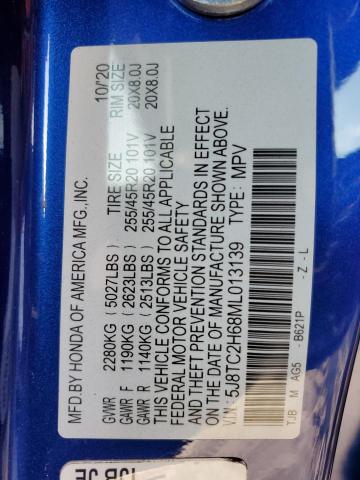 MFD.BY HONDA OF AMERICA MFG.,INC. 10/20
GVWR 2280KG (5027LBS) TIRE SIZE RIM SIZE
GAWR F 1190KG (2623LBS) 255/45R20 101V 20X8.0J
GAWR R 1140KG (2513LBS) 255/45R20 101V 20X8.0J
THIS VEHICLE CONFORMS TO ALL APPLICABLE
FEDERAL MOTOR VEHICLE SAFETY
AND THEFT PREVENTION STANDARDS IN EFFECT
ON THE DATE OF MANUFACTURE SHOWN ABOVE.
V.I.N.: 5J8TC2H68ML013139 TYPE: MPV
TJB M AG5 -B621P -Z -L